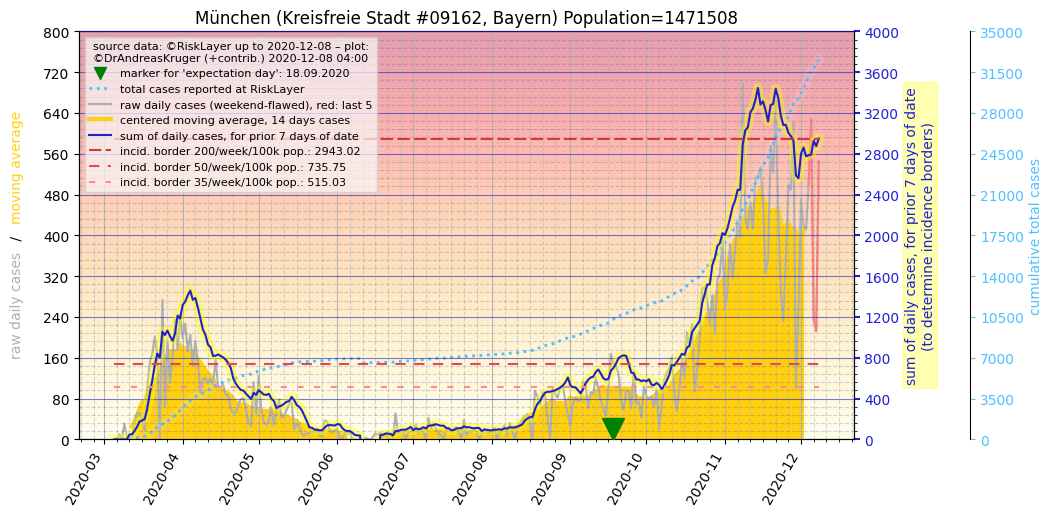 München (Kreisfreie Stadt #09162, Bayern) Population=1471508
source data: ©RiskLayer up to 2020-12-08 – plot:
©DrAndreasKruger (+contrib.) 2020-12-08 04:00
marker for 'expectation day': 18.09.2020
total cases reported at RiskLayer
raw daily cases (weekend-flawed), red: last 5
centered moving average, 14 days cases
sum of daily cases, for prior 7 days of date
incid. border 200/week/100k pop.: 2943.02
incid. border 50/week/100k pop.: 735.75
incid. border 35/week/100k pop.: 515.03
raw daily cases / moving average
800
720
640
560
480
400
320
240
160
80
0
2020-03
2020-04
2020-05
2020-06
2020-07
2020-08
2020-09
2020-10
2020-11
2020-12
4000
3600
3200
2800
2400
2000
1600
1200
800
400
0
sum of daily cases, for prior 7 days of date
(to determine incidence borders)
35000
31500
28000
24500
21000
17500
14000
10500
7000
3500
0
cumulative total cases